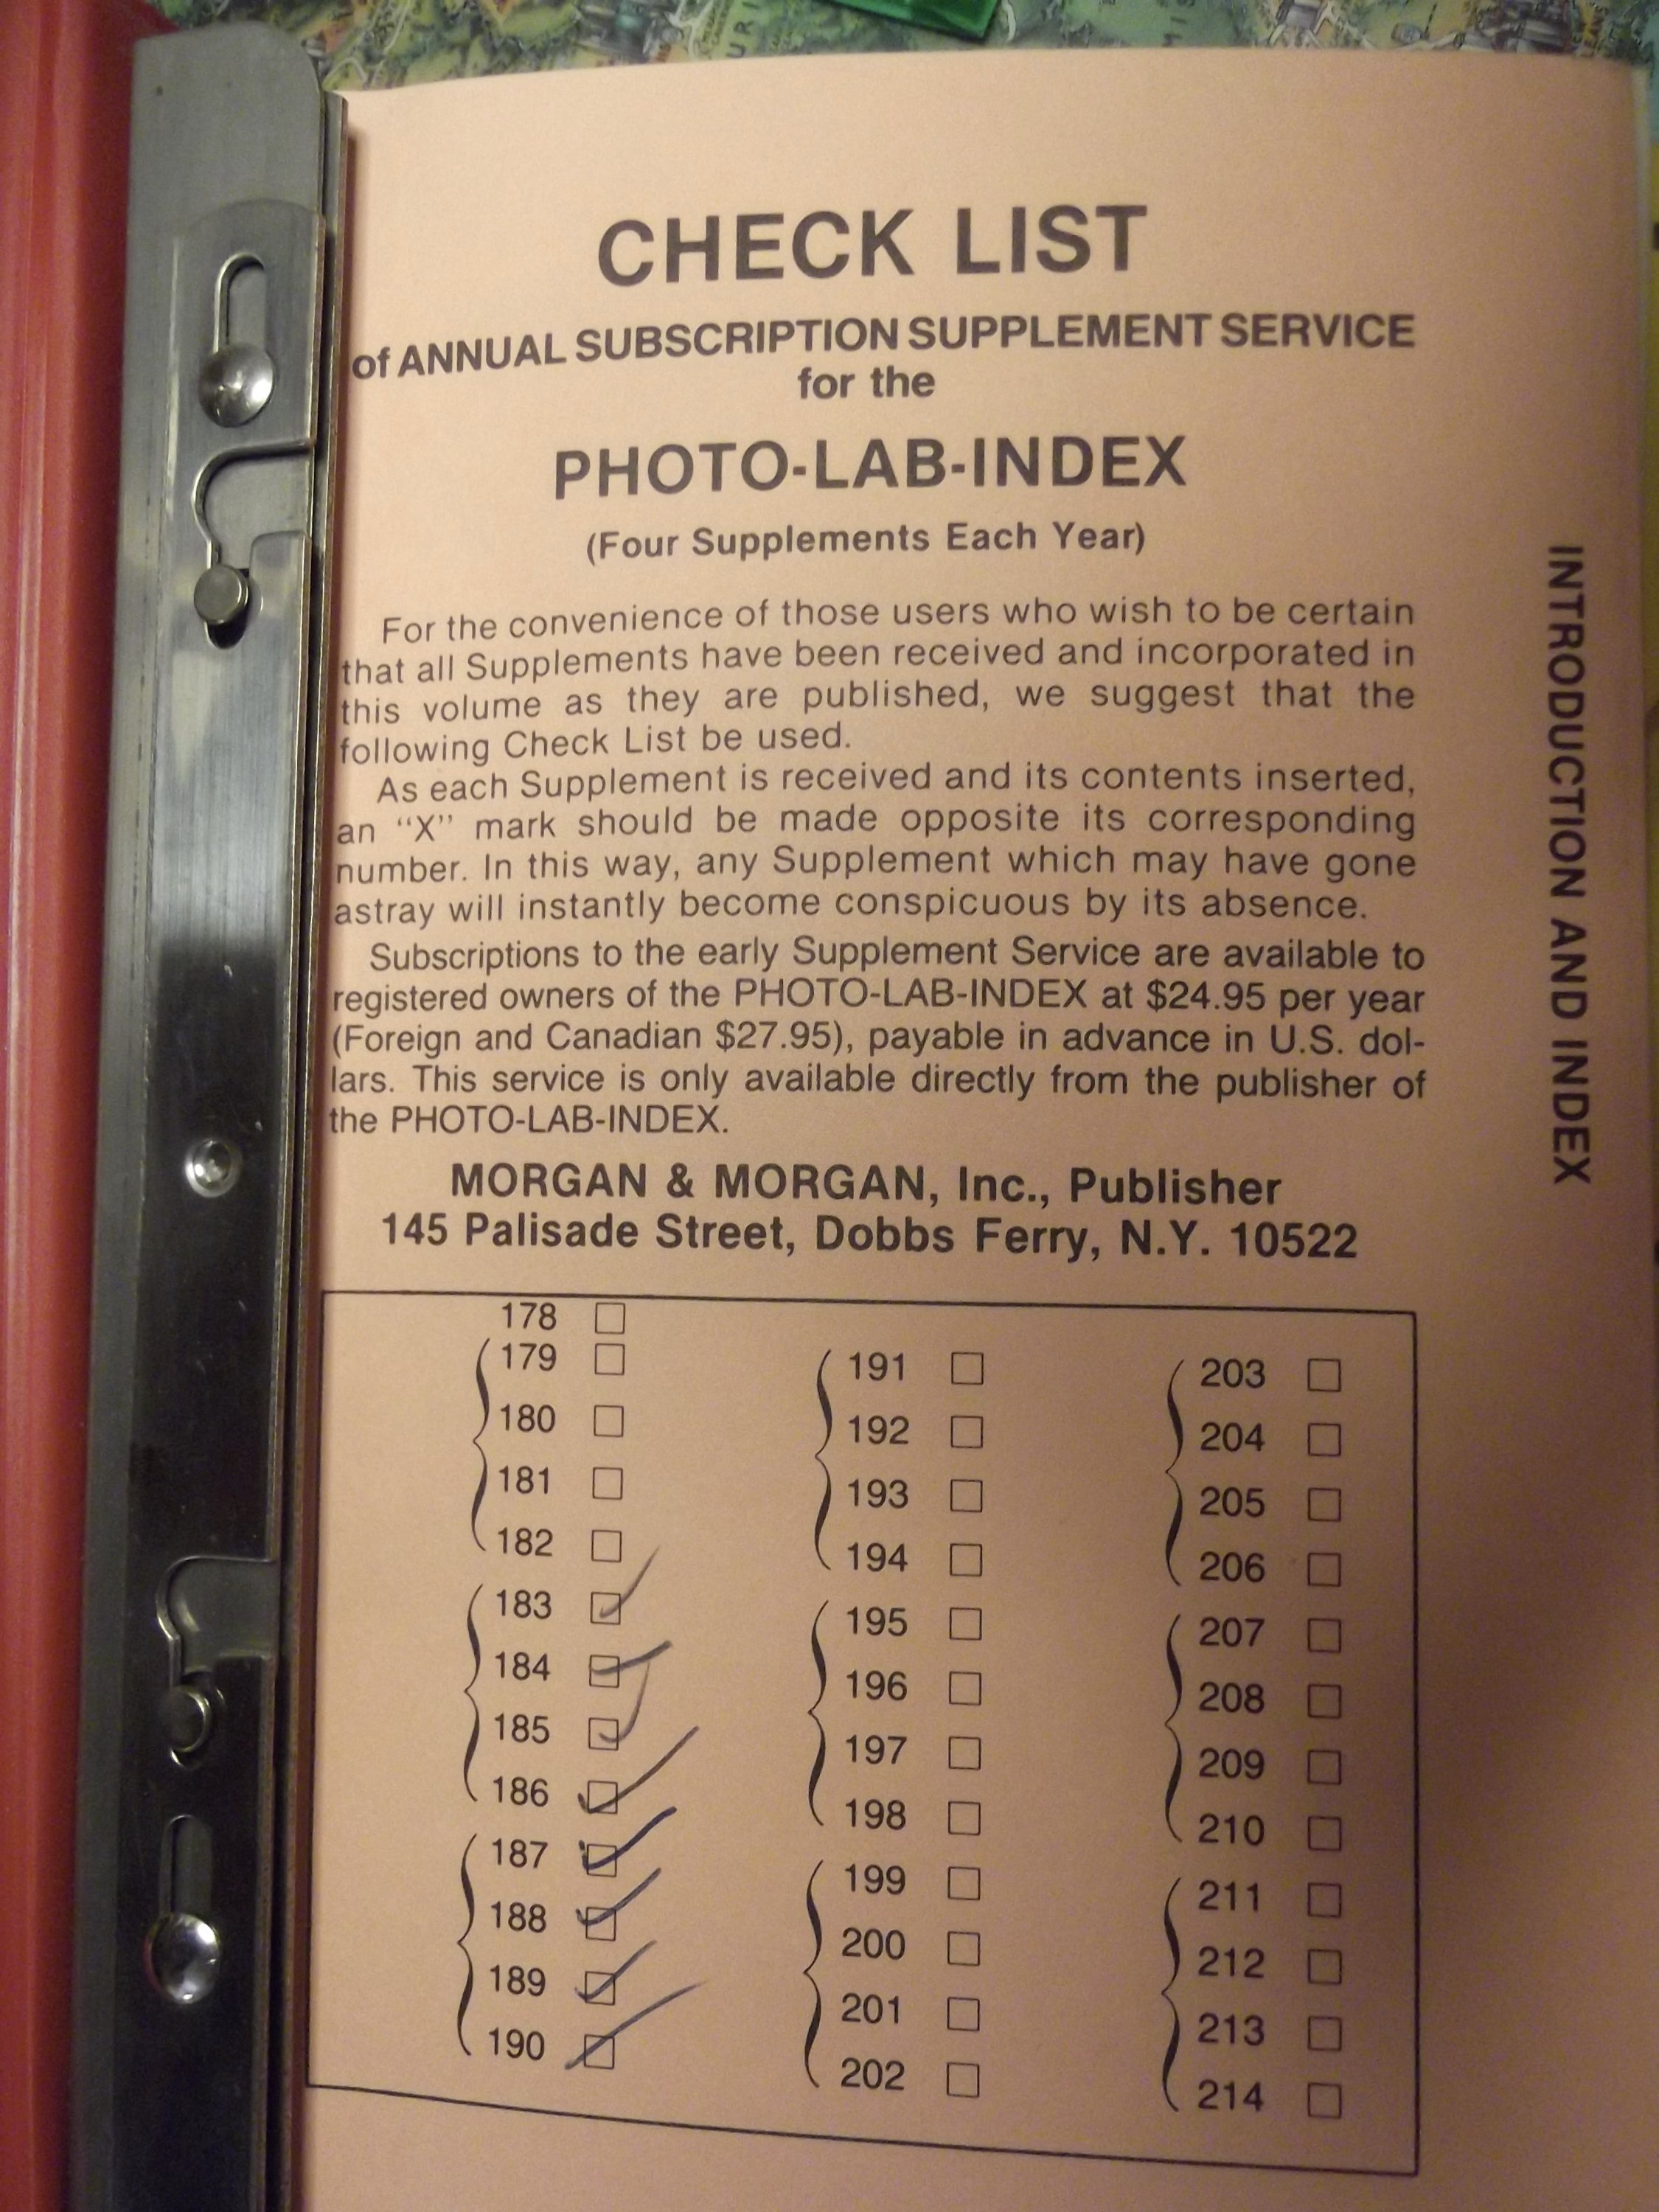 CHECK LIST
of ANNUAL SUBSCRIPTION SUPPLEMENT SERVICE
for the
PHOTO-LAB-INDEX
(Four Supplements Each Year)
For the convenience of those users who wish to be certain
that all Supplements have been received and incorporated in
this volume as they are published, we suggest that the
following Check List be used.
As each Supplement is received and its contents inserted,
an “X” mark should be made opposite its corresponding
number. In this way, any Supplement which may have gone
astray will instantly become conspicuous by its absence.
Subscriptions to the early Supplement Service are available to
registered owners of the PHOTO-LAB-INDEX at $24.95 per year
(Foreign and Canadian $27.95), payable in advance in U.S. dol-
lars. This service is only available directly from the publisher of
the PHOTO-LAB-INDEX.
MORGAN & MORGAN, Inc., Publisher
145 Palisade Street, Dobbs Ferry, N.Y. 10522
178
179
180
181
182
183
184
185
186
187
188
189
190
191
192
193
194
195
196
197
198
199
200
201
202
203
204
205
206
207
208
209
210
211
212
213
214
INTRODUCTION AND INDEX